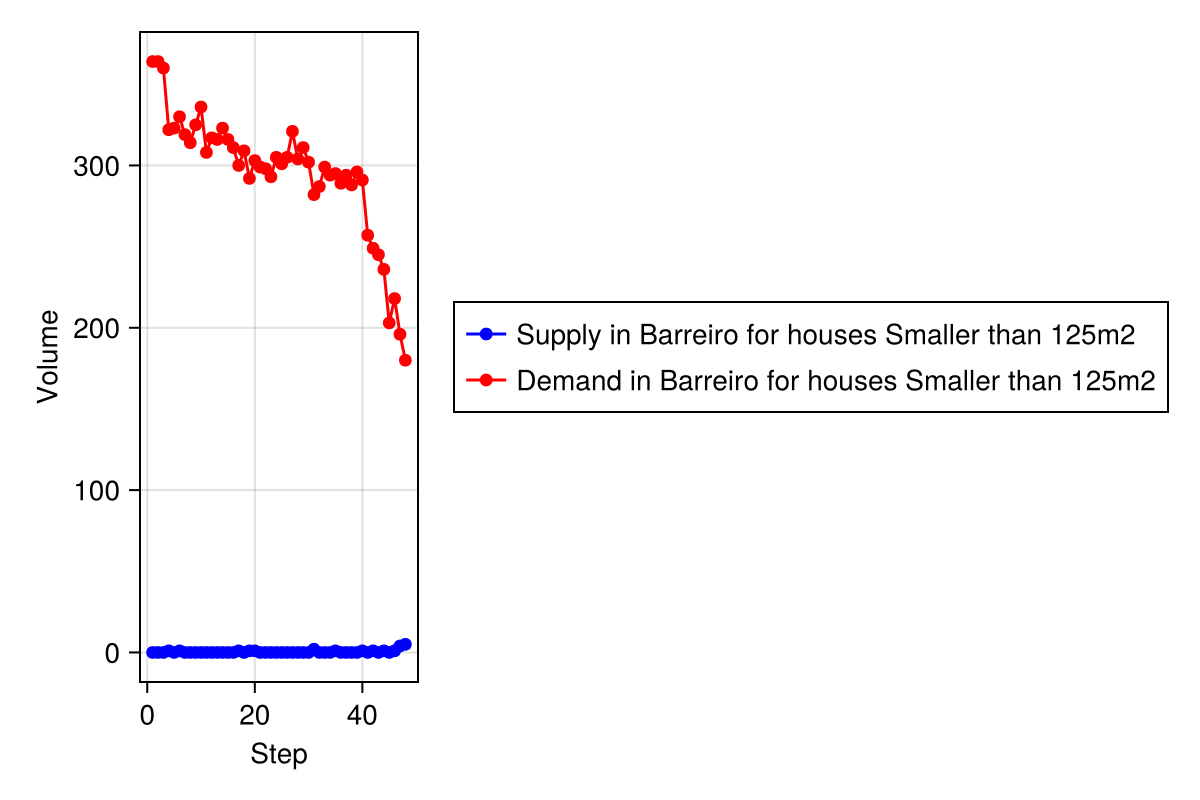 Volume
300
200
100
0
0 20 40
Step
Supply in Barreiro for houses Smaller than 125m2
Demand in Barreiro for houses Smaller than 125m2